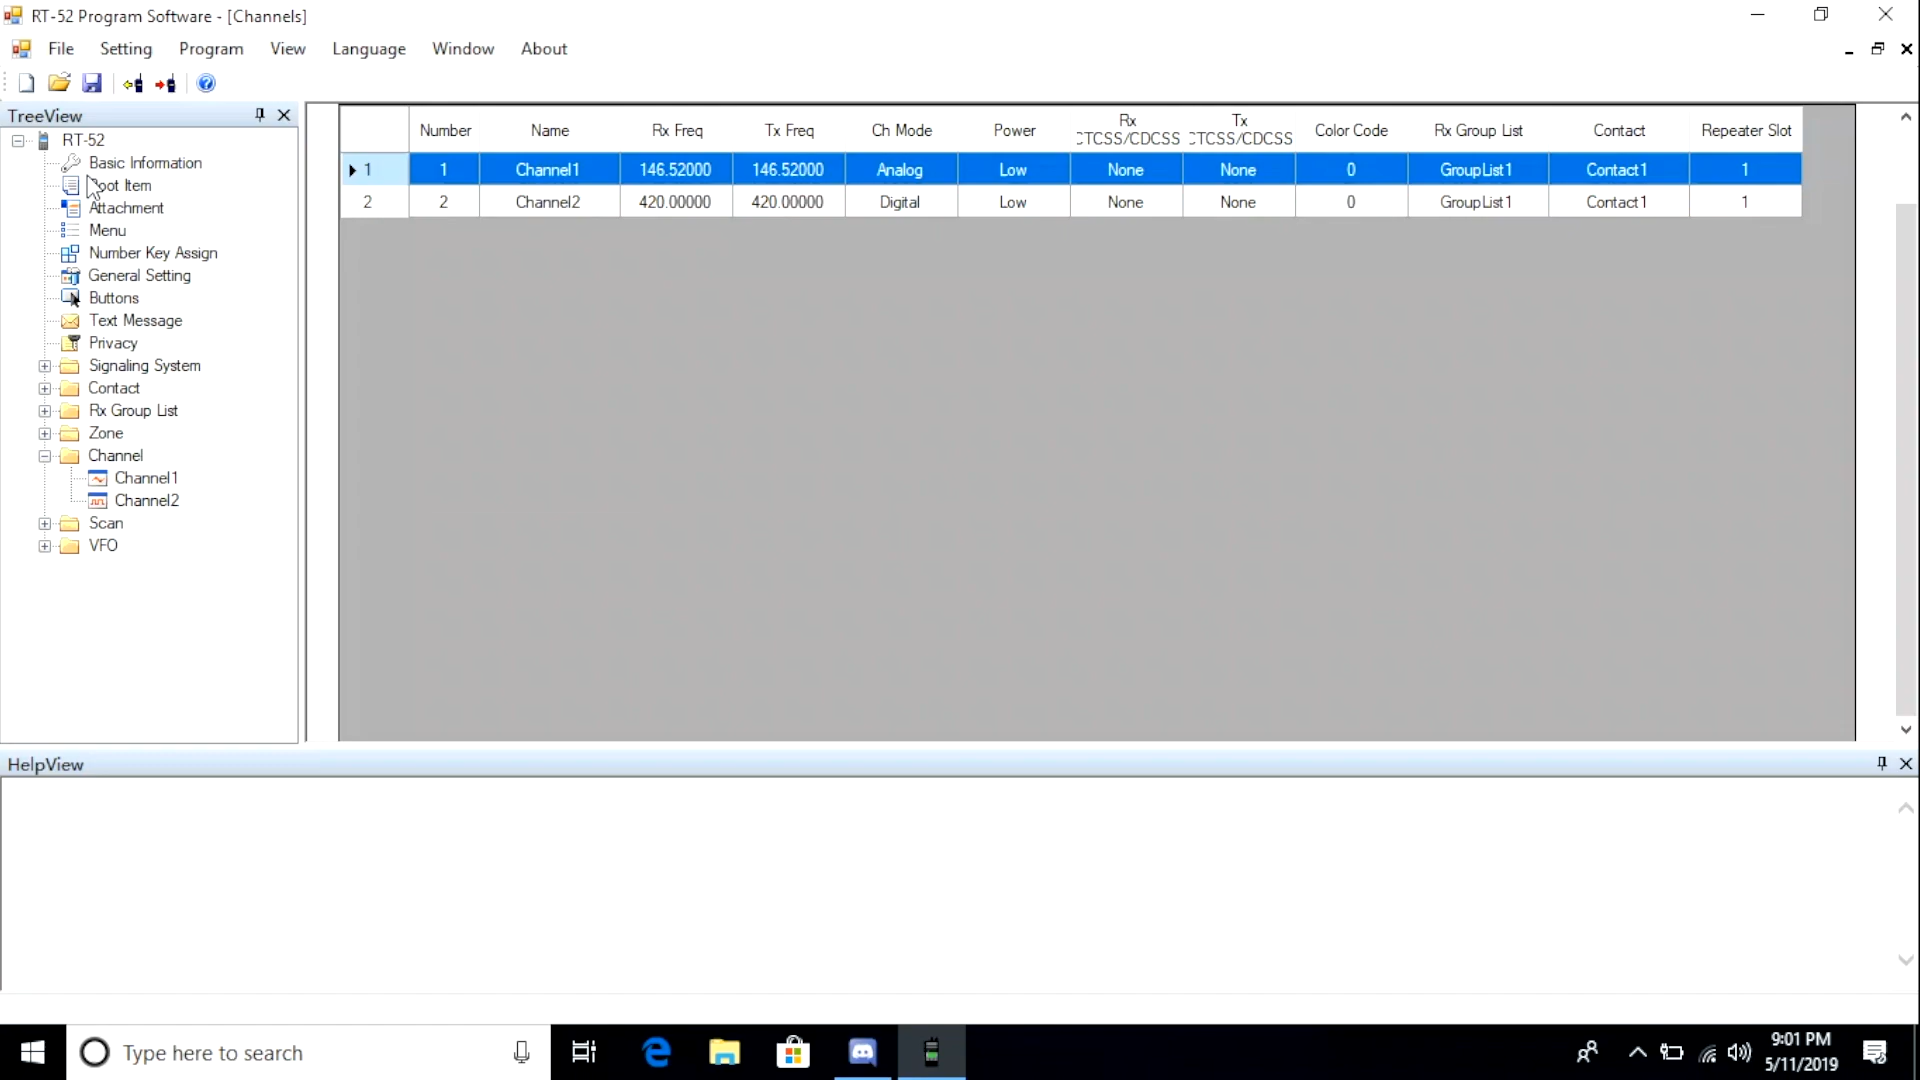 RT-52 Program Software - [Channels]
File Setting Program View Language Window About
TreeView
RT-52
Basic Information
oot Item
Attachment
Menu
Number Key Assign
General Setting
Buttons
Text Message
Privacy
Signaling System
Contact
Rx Group List
Zone
Channel
Channel1
Channel2
Scan
VFO
Number Name Rx Freq Tx Freq Ch Mode Power Rx CTCSS/CDCSS Tx CTCSS/CDCSS Color Code Rx Group List Contact Repeater Slot
1 1 Channel1 146.52000 146.52000 Analog Low None None 0 GroupList1 Contact1 1
2 2 Channel2 420.00000 420.00000 Digital Low None None 0 GroupList1 Contact1 1
HelpView
Type here to search
9:01 PM
5/11/2019